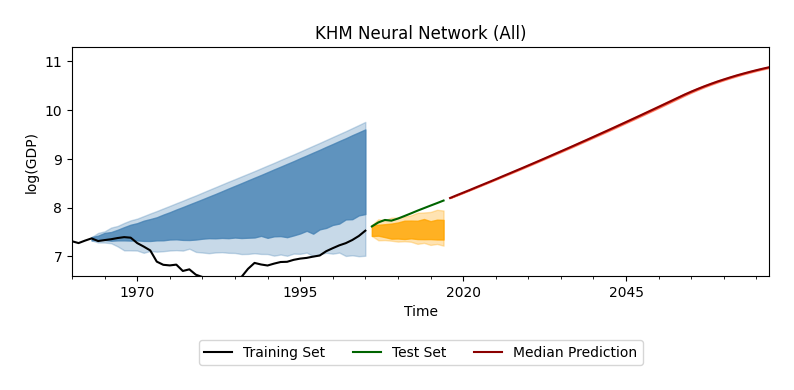 KHM Neural Network (All)
11
10
9
8
7
log(GDP)
1970 1995 2020 2045
Time
Training Set Test Set Median Prediction